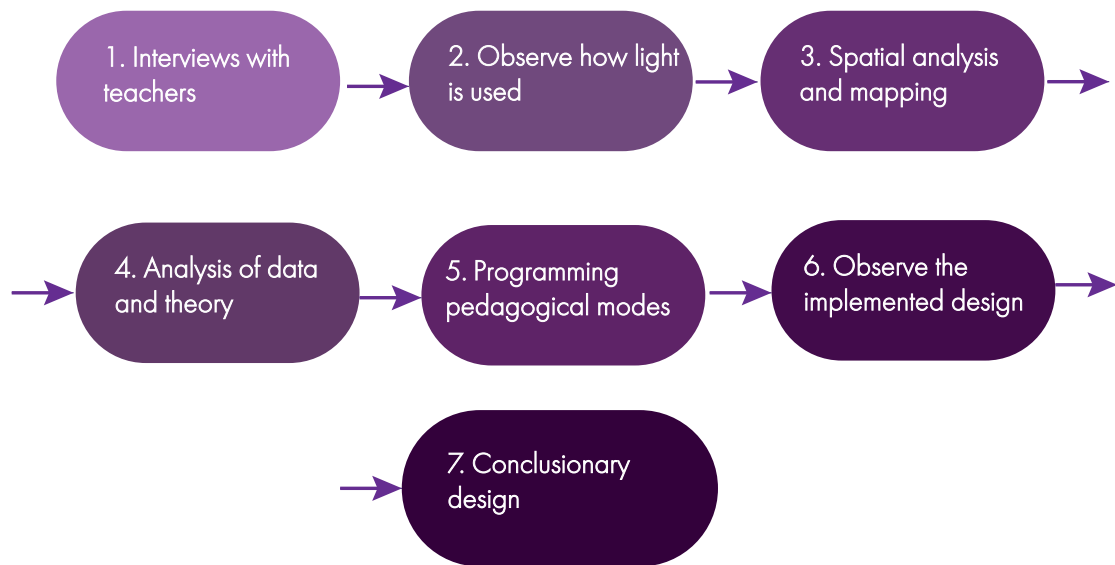 1. Interviews with
teachers
2. Observe how light
is used
3. Spatial analysis
and mapping
4. Analysis of data
and theory
5. Programming
pedagogical modes
6. Observe the
implemented design
7. Conclusionary
design